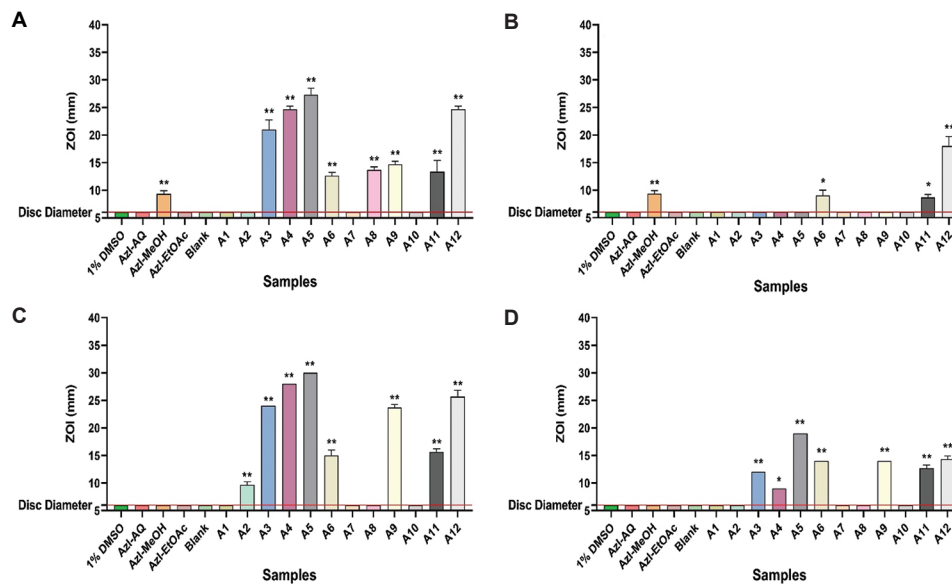 A
ZOI (mm)
40
35
30
25
20
15
10
5
Disc Diameter
** ** ** ** ** ** ** ** **
1% DMSO Azl-AQ Azl-MeOH Azl-EtOAc Blank A1 A2 A3 A4 A5 A6 A7 A8 A9 A10 A11 A12
Samples
B
ZOI (mm)
40
35
30
25
20
15
10
5
Disc Diameter
** * * **
1% DMSO Azl-AQ Azl-MeOH Azl-EtOAc Blank A1 A2 A3 A4 A5 A6 A7 A8 A9 A10 A11 A12
Samples
C
ZOI (mm)
40
35
30
25
20
15
10
5
Disc Diameter
** ** ** ** ** ** ** **
1% DMSO Azl-AQ Azl-MeOH Azl-EtOAc Blank A1 A2 A3 A4 A5 A6 A7 A8 A9 A10 A11 A12
Samples
D
ZOI (mm)
40
35
30
25
20
15
10
5
Disc Diameter
** * ** ** ** ** **
1% DMSO Azl-AQ Azl-MeOH Azl-EtOAc Blank A1 A2 A3 A4 A5 A6 A7 A8 A9 A10 A11 A12
Samples